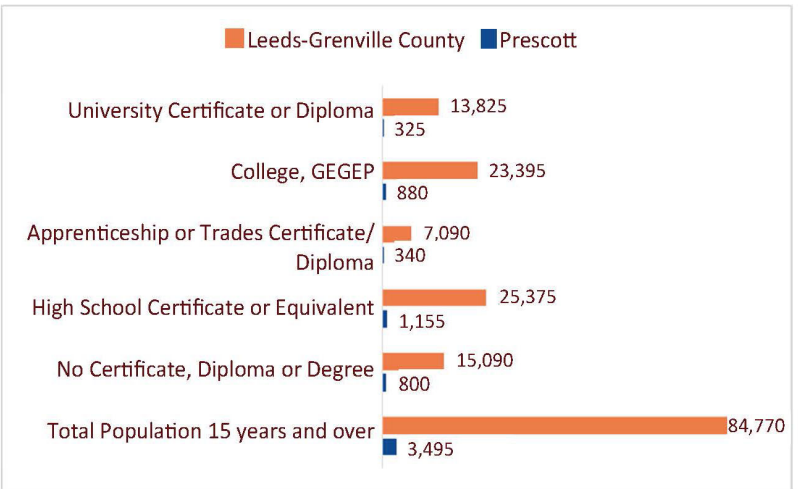 Leeds-Grenville County Prescott
University Certificate or Diploma
13,825
325
College, GEGEP
23,395
880
Apprenticeship or Trades Certificate/
Diploma
7,090
340
High School Certificate or Equivalent
25,375
1,155
No Certificate, Diploma or Degree
15,090
800
Total Population 15 years and over
84,770
3,495